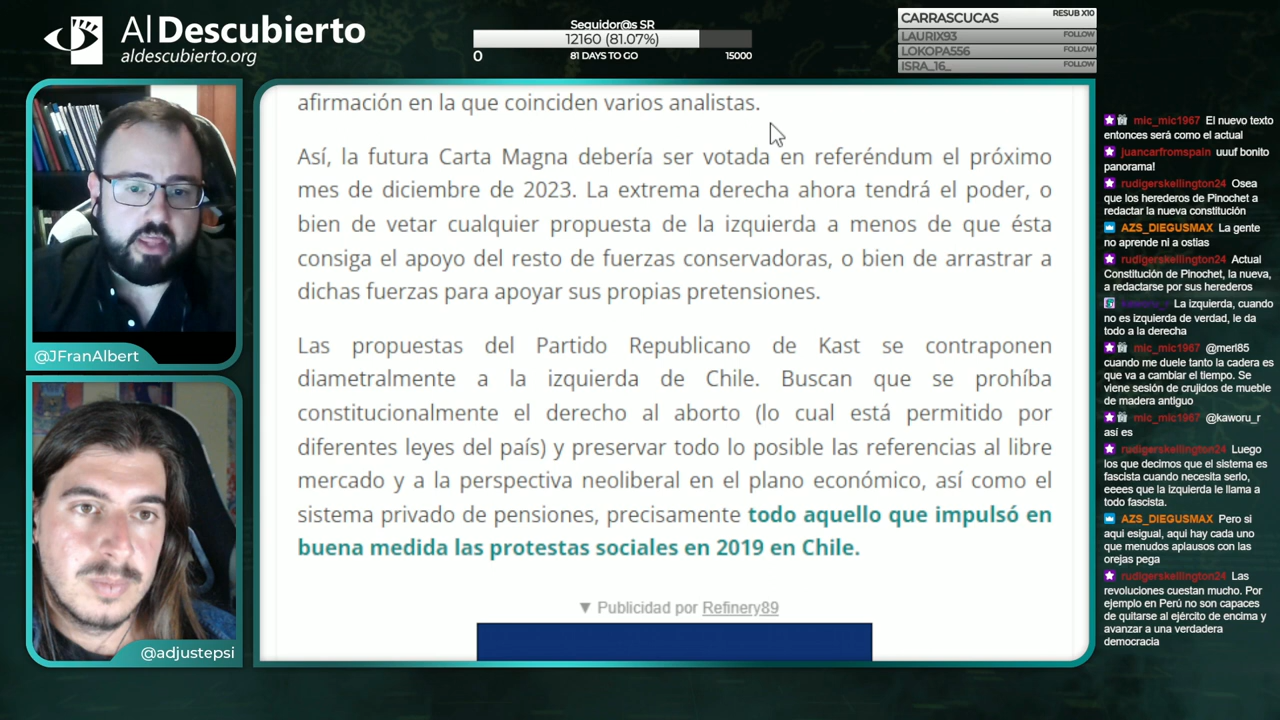 Al Descubierto
aldescubierto.org
Seguidor@s SR
12160 (81.07%)
0
81 DAYS TO GO
15000
CARRASCUCAS
RESUB X10
LAURIX93
FOLLOW
LOKOPA556
FOLLOW
ISRA_16_
FOLLOW
@JFranAlbert
@adjustepsi
afirmación en la que coinciden varios analistas.
Así, la futura Carta Magna debería ser votada en referéndum el próximo
mes de diciembre de 2023. La extrema derecha ahora tendrá el poder, o
bien de vetar cualquier propuesta de la izquierda a menos de que ésta
consiga el apoyo del resto de fuerzas conservadoras, o bien de arrastrar a
dichas fuerzas para apoyar sus propias pretensiones.
Las propuestas del Partido Republicano de Kast se contraponen
diametralmente a la izquierda de Chile. Buscan que se prohíba
constitucionalmente el derecho al aborto (lo cual está permitido por
diferentes leyes del país) y preservar todo lo posible las referencias al libre
mercado y a la perspectiva neoliberal en el plano económico, así como el
sistema privado de pensiones, precisamente todo aquello que impulsó en
buena medida las protestas sociales en 2019 en Chile.
▼ Publicidad por Refinery89
mic_mic1967 El nuevo texto
entonces será como el actual
juancarfromspain uuuf bonito
panorama!
rudigerskellington24 Osea
que los herederos de Pinochet a
redactar la nueva constitución
AZS_DIEGUSMAX La gente
no aprende ni a ostias
rudigerskellington24 Actual
Constitución de Pinochet, la nueva,
a redactarse por sus herederos
kaworu_r La izquierda, cuando
no es izquierda de verdad, le da
todo a la derecha
mic_mic1967 @merl85
cuando me duele tanto la cadera es
que va a cambiar el tiempo. Se
viene sesión de crujidos de mueble
de madera antiguo
mic_mic1967 @kaworu_r
así es
rudigerskellington24 Luego
los que decimos que el sistema es
fascista cuando necesita serlo,
eeees que la izquierda le llama a
todo fascista.
AZS_DIEGUSMAX Pero si
aqui esigual, aqui hay cada uno
que menudos aplausos con las
orejas pega
rudigerskellington24 Las
revoluciones cuestan mucho. Por
ejemplo en Perú no son capaces
de quitarse al ejército de encima y
avanzar a una verdadera
democracia